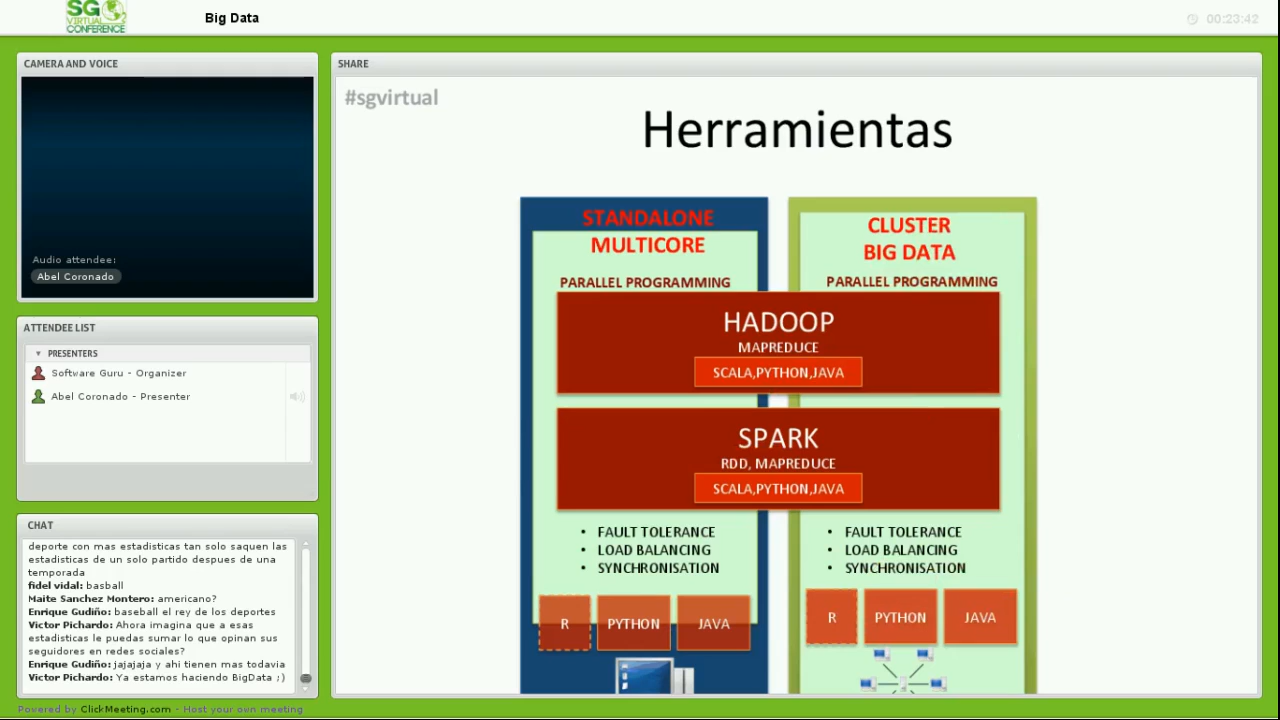 SG
VIRTUAL
CONFERENCE
Big Data
00:23:42
CAMERA AND VOICE
Audio attendee:
Abel Coronado
ATTENDEE LIST
PRESENTERS
Software Guru - Organizer
Abel Coronado - Presenter
CHAT
deporte con mas estadisticas tan solo saquen las
estadisticas de un solo partido despues de una
temporada
fidel vidal: basball
Maite Sanchez Montero: americano?
Enrique Gudiño: baseball el rey de los deportes
Victor Pichardo: Ahora imagina que a esas
estadisticas le puedas sumar lo que opinan sus
seguidores en redes sociales?
Enrique Gudiño: jajajaja y ahi tienen mas todavia
Victor Pichardo: Ya estamos haciendo BigData ;)
SHARE
#sgvirtual
Herramientas
STANDALONE
MULTICORE
PARALLEL PROGRAMMING
CLUSTER
BIG DATA
PARALLEL PROGRAMMING
HADOOP
MAPREDUCE
SCALA,PYTHON,JAVA
SPARK
RDD, MAPREDUCE
SCALA,PYTHON,JAVA
• FAULT TOLERANCE
• LOAD BALANCING
• SYNCHRONISATION
• FAULT TOLERANCE
• LOAD BALANCING
• SYNCHRONISATION
R PYTHON JAVA
R PYTHON JAVA
Powered by ClickMeeting.com - Host your own meeting